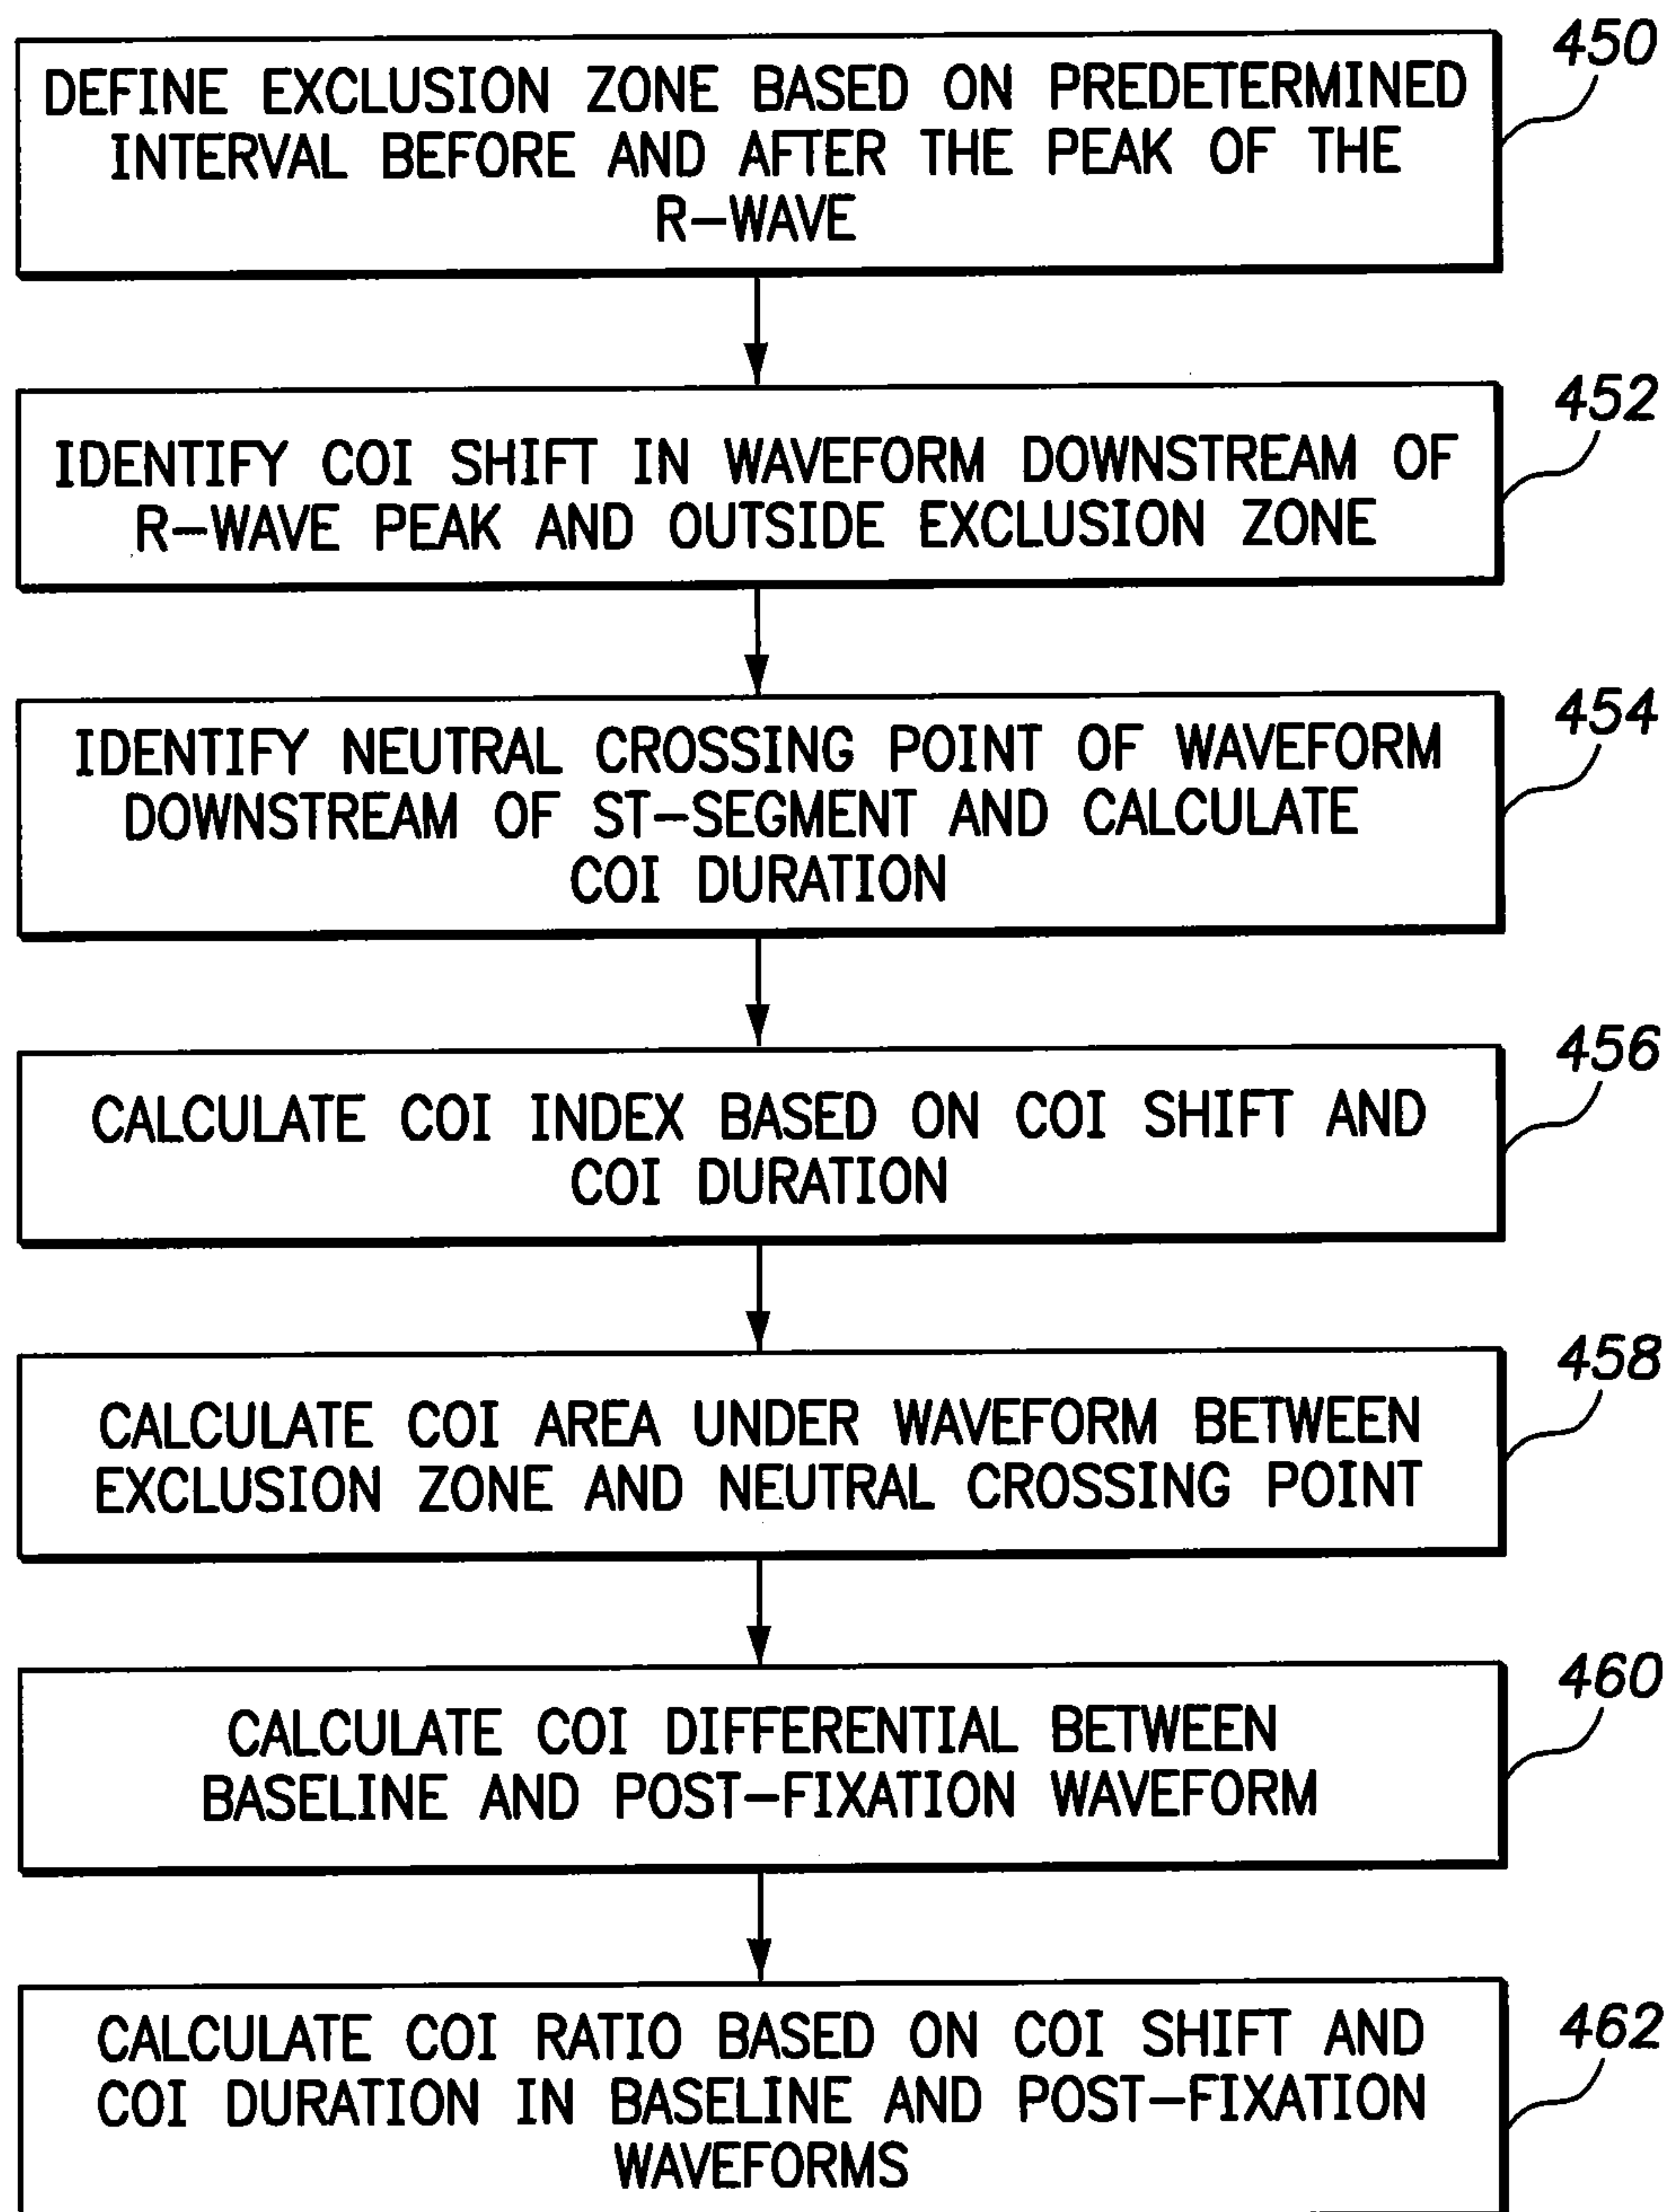 450
DEFINE EXCLUSION ZONE BASED ON PREDETERMINED
INTERVAL BEFORE AND AFTER THE PEAK OF THE
R–WAVE
452
IDENTIFY COI SHIFT IN WAVEFORM DOWNSTREAM OF
R–WAVE PEAK AND OUTSIDE EXCLUSION ZONE
454
IDENTIFY NEUTRAL CROSSING POINT OF WAVEFORM
DOWNSTREAM OF ST–SEGMENT AND CALCULATE
COI DURATION
456
CALCULATE COI INDEX BASED ON COI SHIFT AND
COI DURATION
458
CALCULATE COI AREA UNDER WAVEFORM BETWEEN
EXCLUSION ZONE AND NEUTRAL CROSSING POINT
460
CALCULATE COI DIFFERENTIAL BETWEEN
BASELINE AND POST–FIXATION WAVEFORM
462
CALCULATE COI RATIO BASED ON COI SHIFT AND
COI DURATION IN BASELINE AND POST–FIXATION
WAVEFORMS